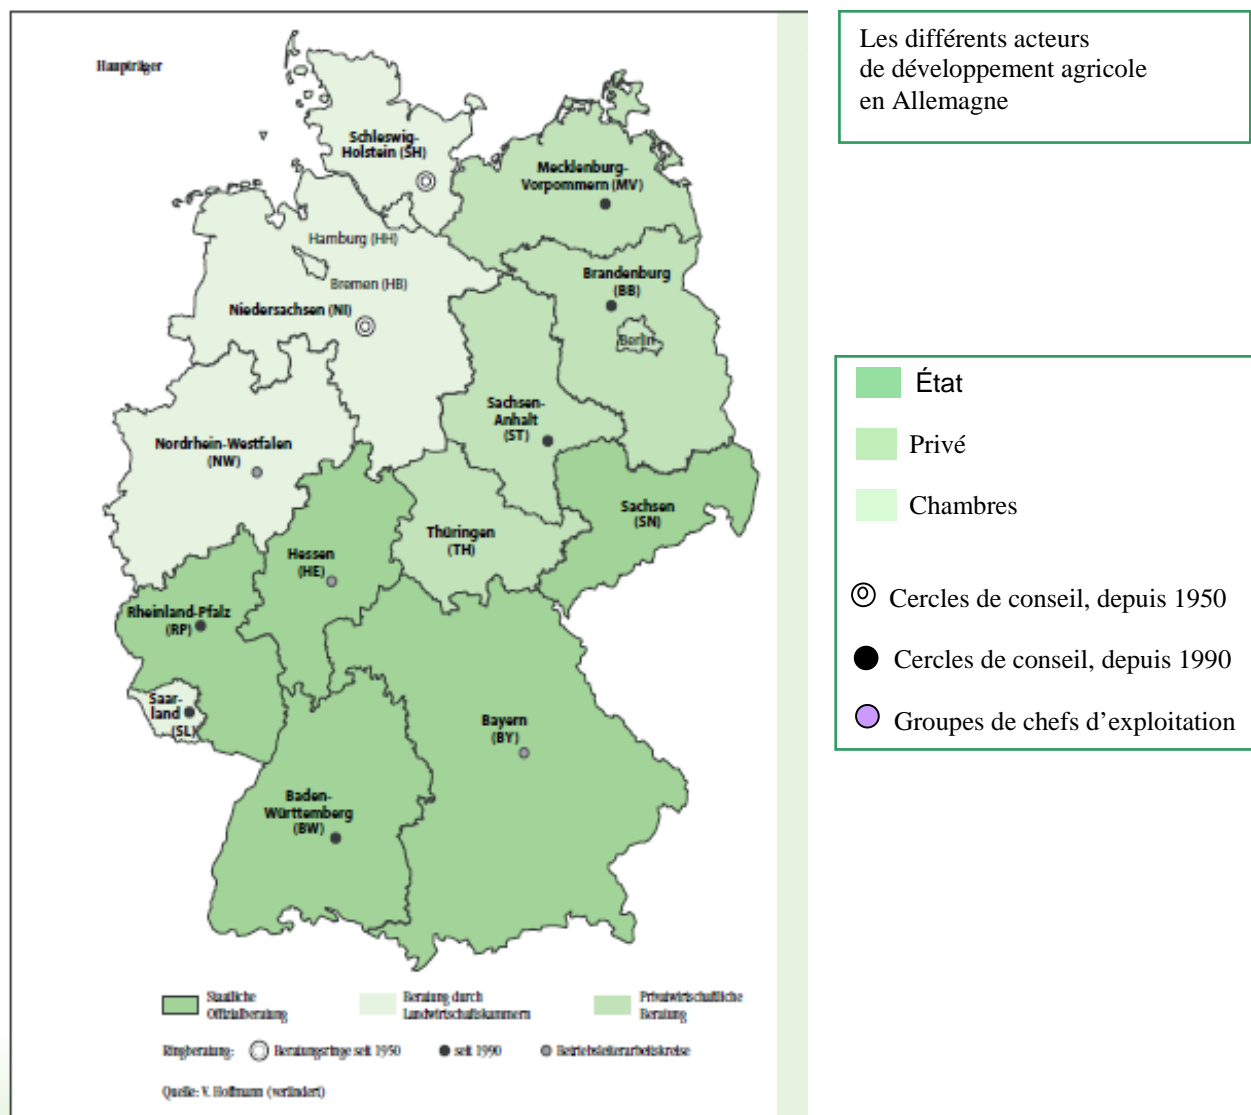 Hauptträger
Schleswig-
Holstein (SH)
Mecklenburg-
Vorpommern (MV)
Hamburg (HH)
Bremen (HB)
Niedersachsen (NI)
Brandenburg
(BB)
Berlin
Sachsen-
Anhalt
(ST)
Nordrhein-Westfalen
(NW)
Sachsen
(SN)
Thüringen
(TH)
Hessen
(HE)
Rheinland-Pfalz
(RP)
Saar-
land
(SL)
Bayern
(BY)
Baden-
Württemberg
(BW)
Staatliche
Offizialberatung
Beratung durch
Landwirtschaftskammern
Privatwirtschaftliche
Beratung
Ringberatung:
Beratungsringe seit 1950
seit 1990
Betriebsleiterarbeitskreise
Quelle: V. Hoffmann (verändert)
Les différents acteurs
de développement agricole
en Allemagne
État
Privé
Chambres
Cercles de conseil, depuis 1950
Cercles de conseil, depuis 1990
Groupes de chefs d’exploitation